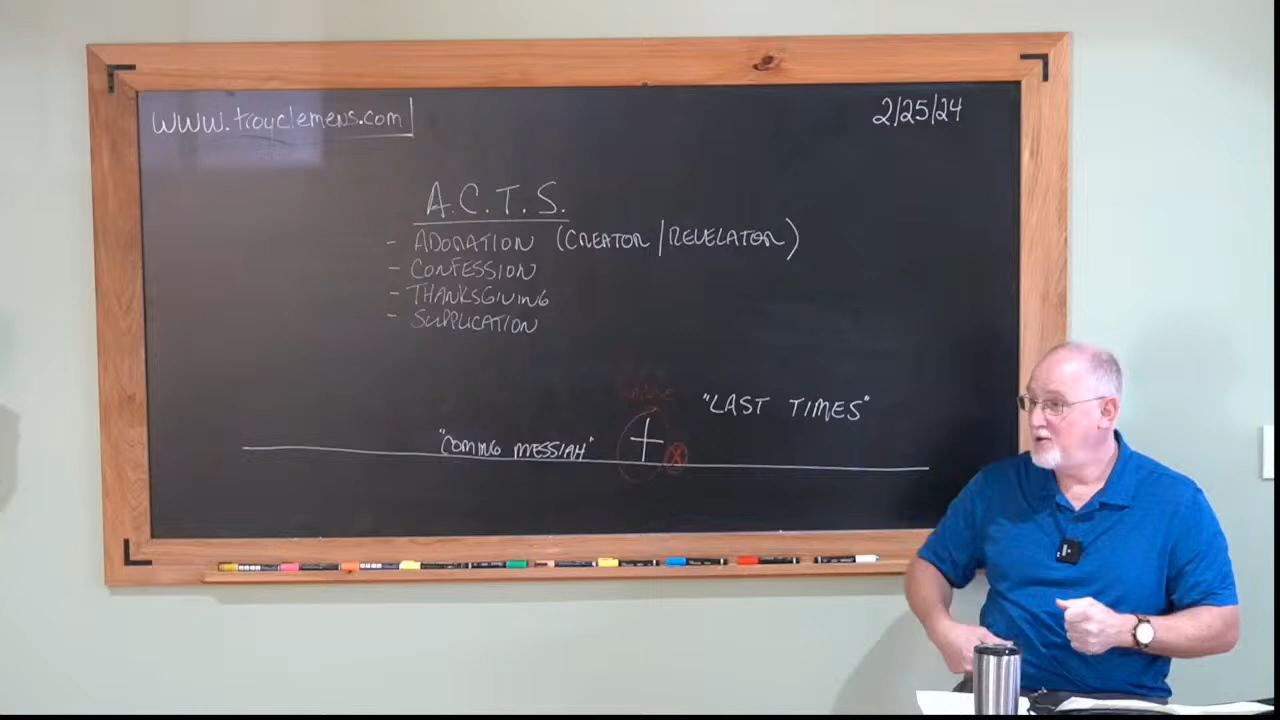 www.troyclemens.com
2/25/24
A.C.T.S.
- ADORATION (CREATOR/REVELATOR)
- CONFESSION
- THANKSGIVING
- SUPPLICATION
"LAST TIMES"
"COMING MESSIAH"
X